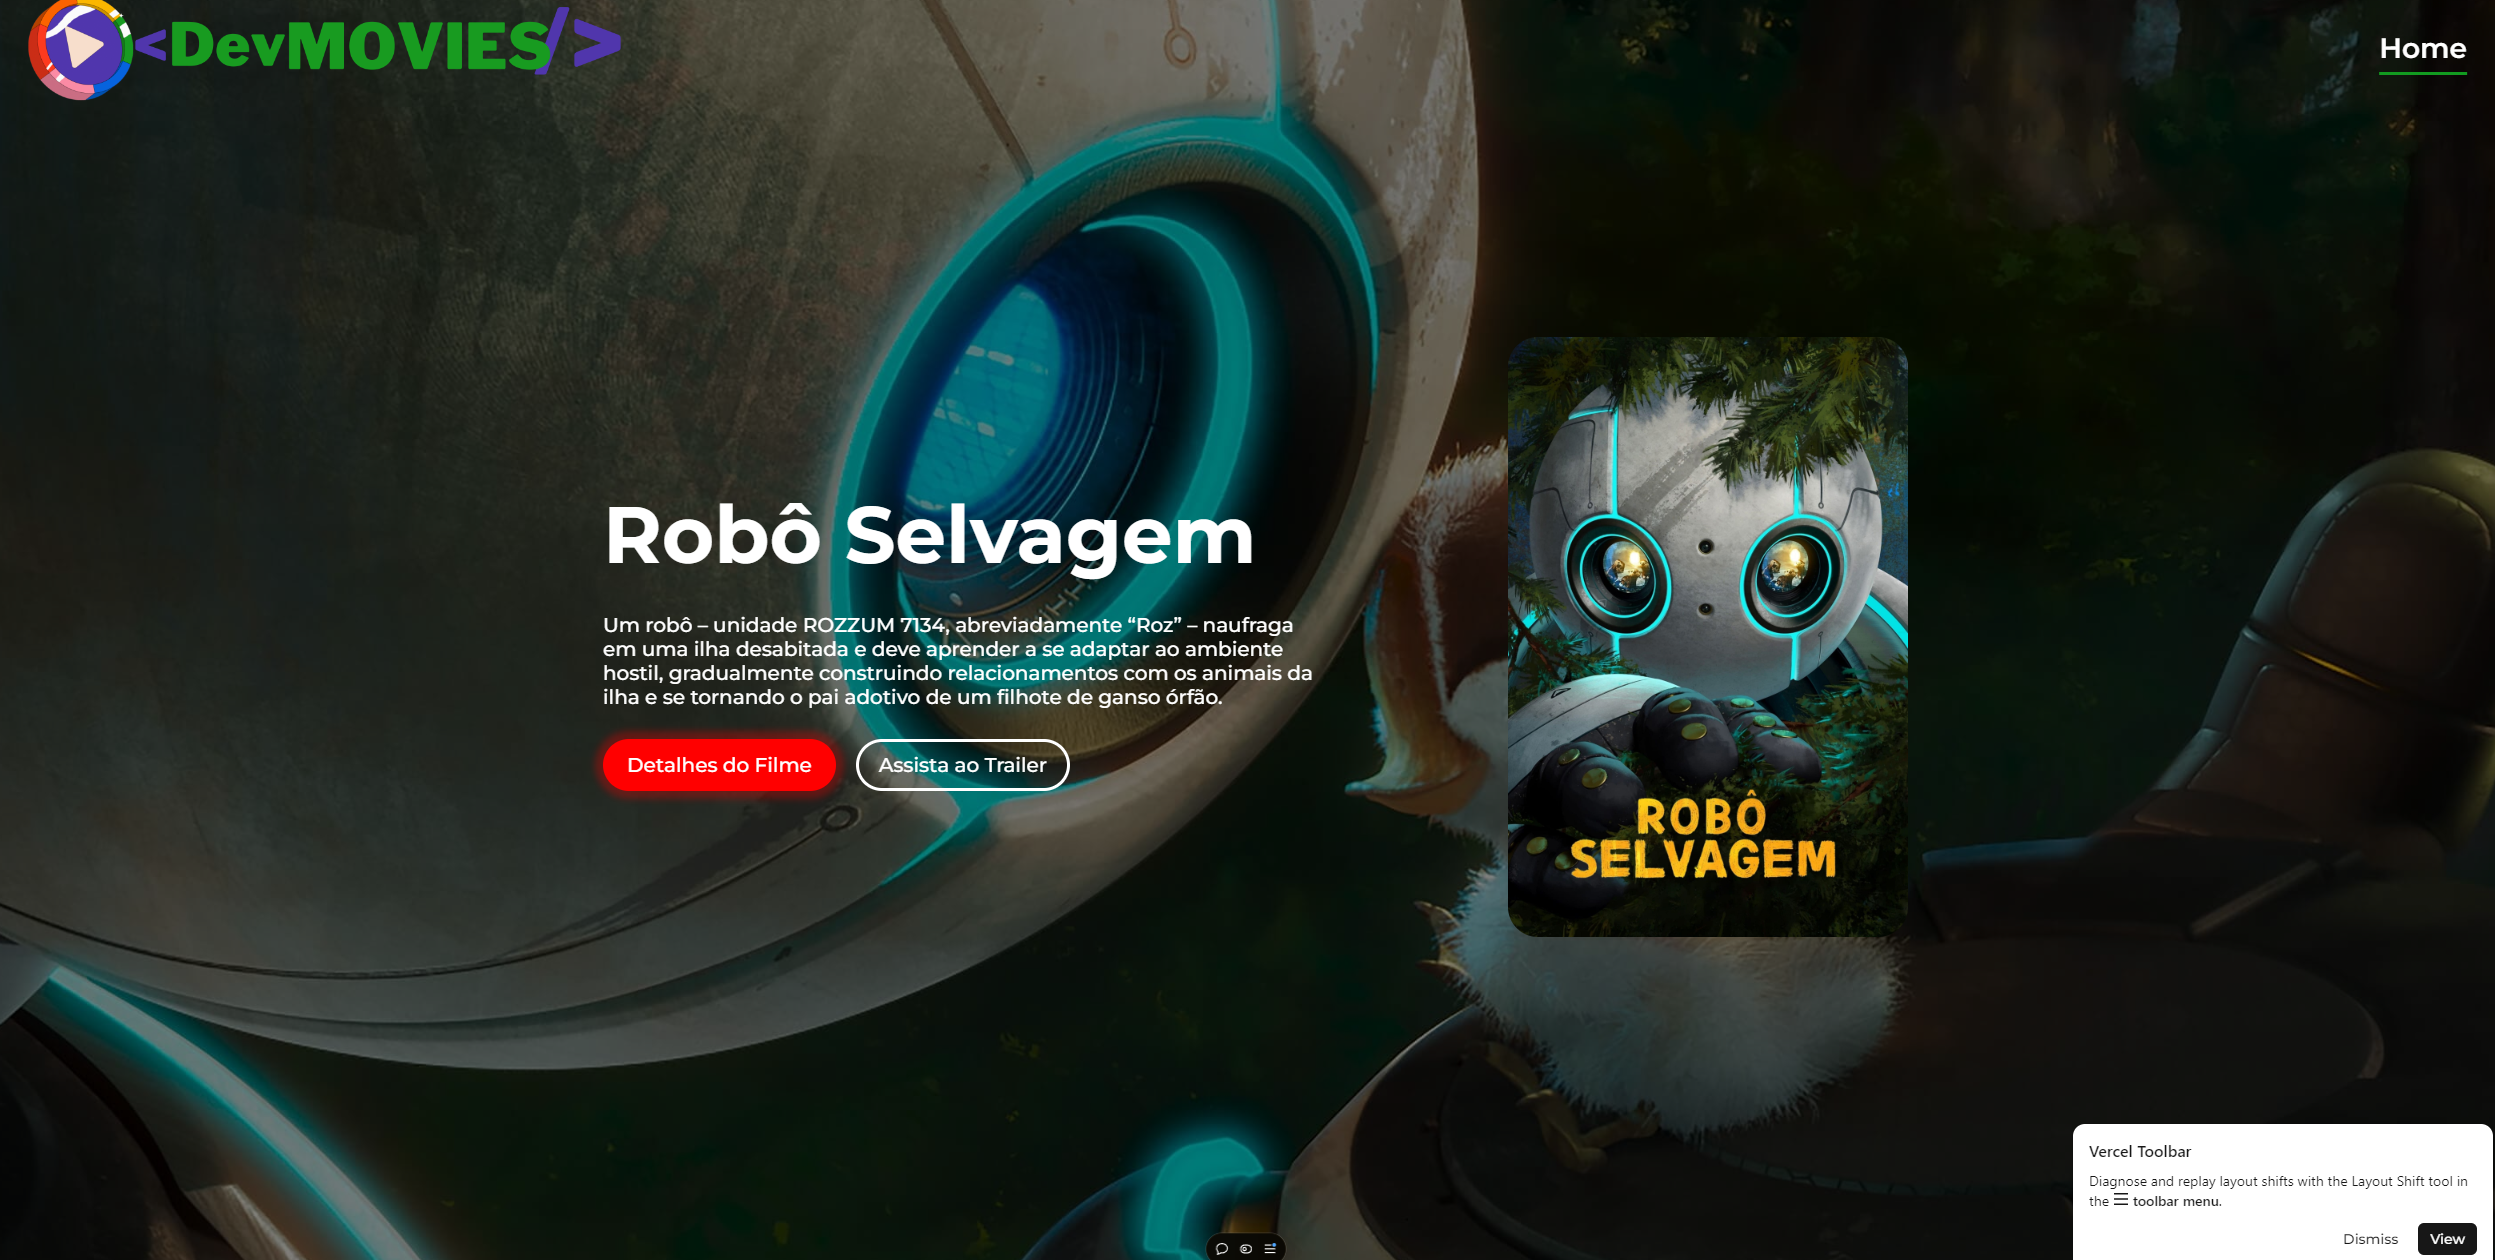 <DevMOVIES/>
Home
Robô Selvagem
Um robô – unidade ROZZUM 7134, abreviadamente “Roz” – naufraga
em uma ilha desabitada e deve aprender a se adaptar ao ambiente
hostil, gradualmente construindo relacionamentos com os animais da
ilha e se tornando o pai adotivo de um filhote de ganso órfão.
Detalhes do Filme
Assista ao Trailer
ROBÔ
SELVAGEM
Vercel Toolbar
Diagnose and replay layout shifts with the Layout Shift tool in
the toolbar menu.
Dismiss
View